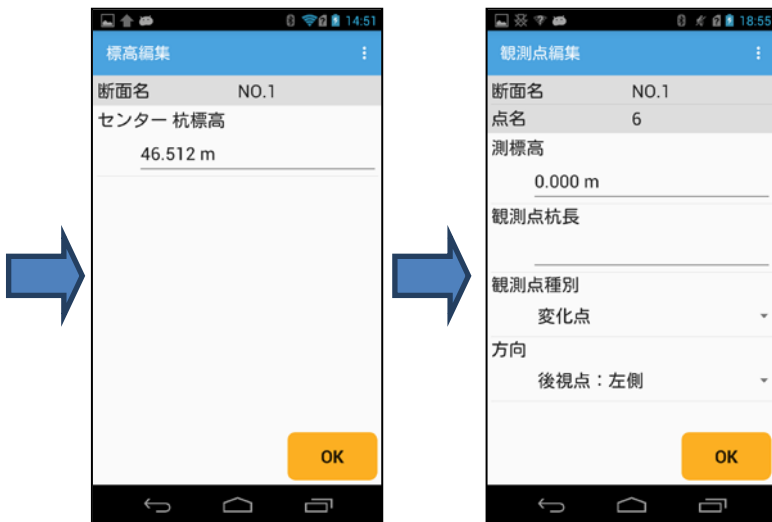 14:51
標高編集
断面名 NO.1
センター 杭標高
46.512 m
OK
18:55
観測点編集
断面名 NO.1
点名 6
測標高
0.000 m
観測点杭長
観測点種別
変化点
方向
後視点：左側
OK